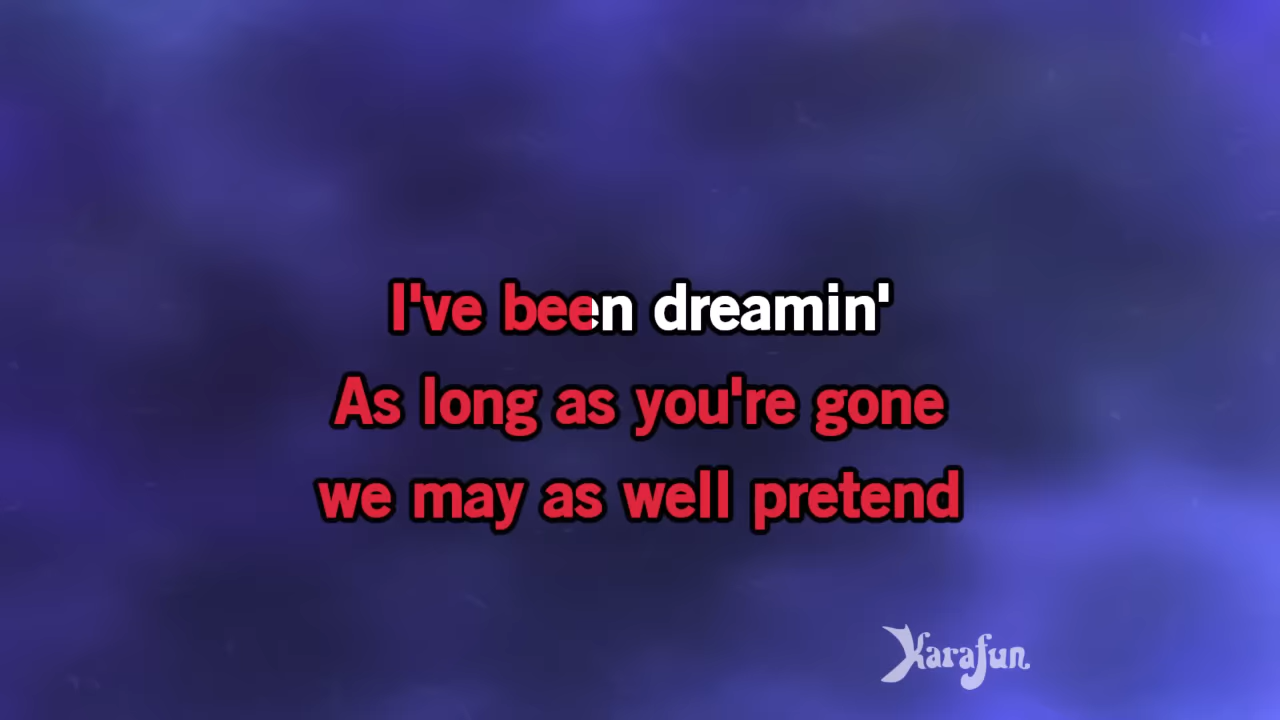 I've been dreamin'
As long as you're gone
we may as well pretend
Karafun